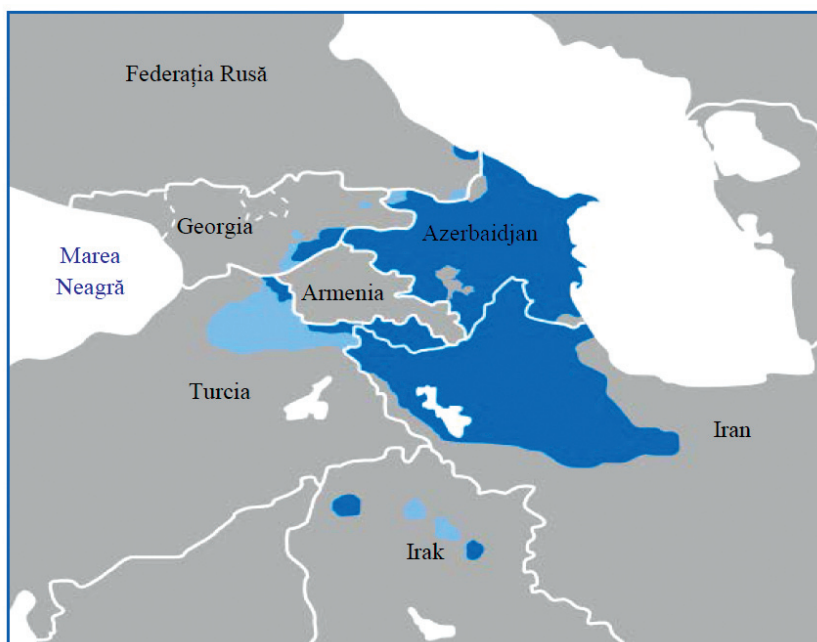 Federația Rusă
Georgia
Azerbaidjan
Marea
Neagră
Armenia
Turcia
Iran
Irak